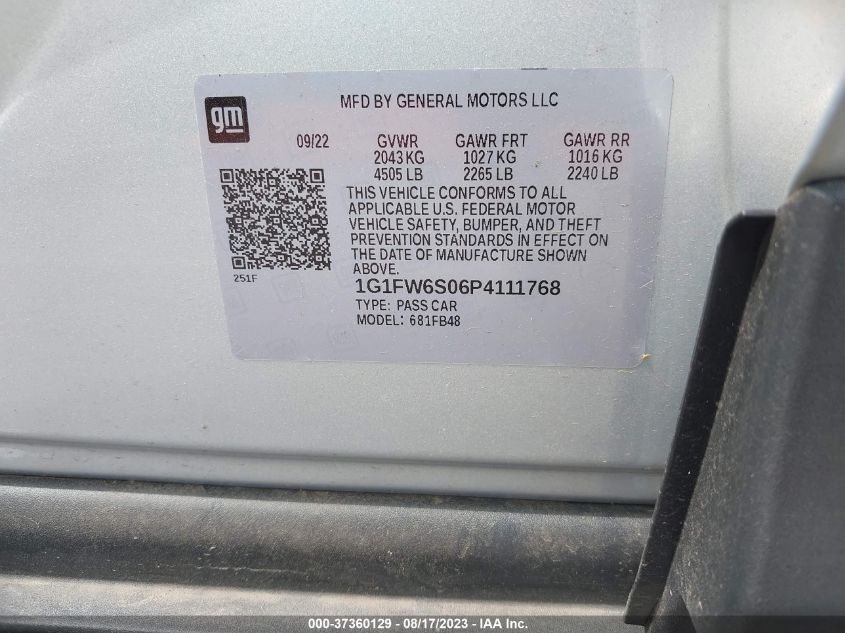 gm
MFD BY GENERAL MOTORS LLC
09/22 GVWR GAWR FRT GAWR RR
2043 KG 1027 KG 1016 KG
4505 LB 2265 LB 2240 LB
THIS VEHICLE CONFORMS TO ALL
APPLICABLE U.S. FEDERAL MOTOR
VEHICLE SAFETY, BUMPER, AND THEFT
PREVENTION STANDARDS IN EFFECT ON
THE DATE OF MANUFACTURE SHOWN
ABOVE.
251F
1G1FW6S06P4111768
TYPE: PASS CAR
MODEL: 681FB48
000-37360129 - 08/17/2023 - IAA Inc.